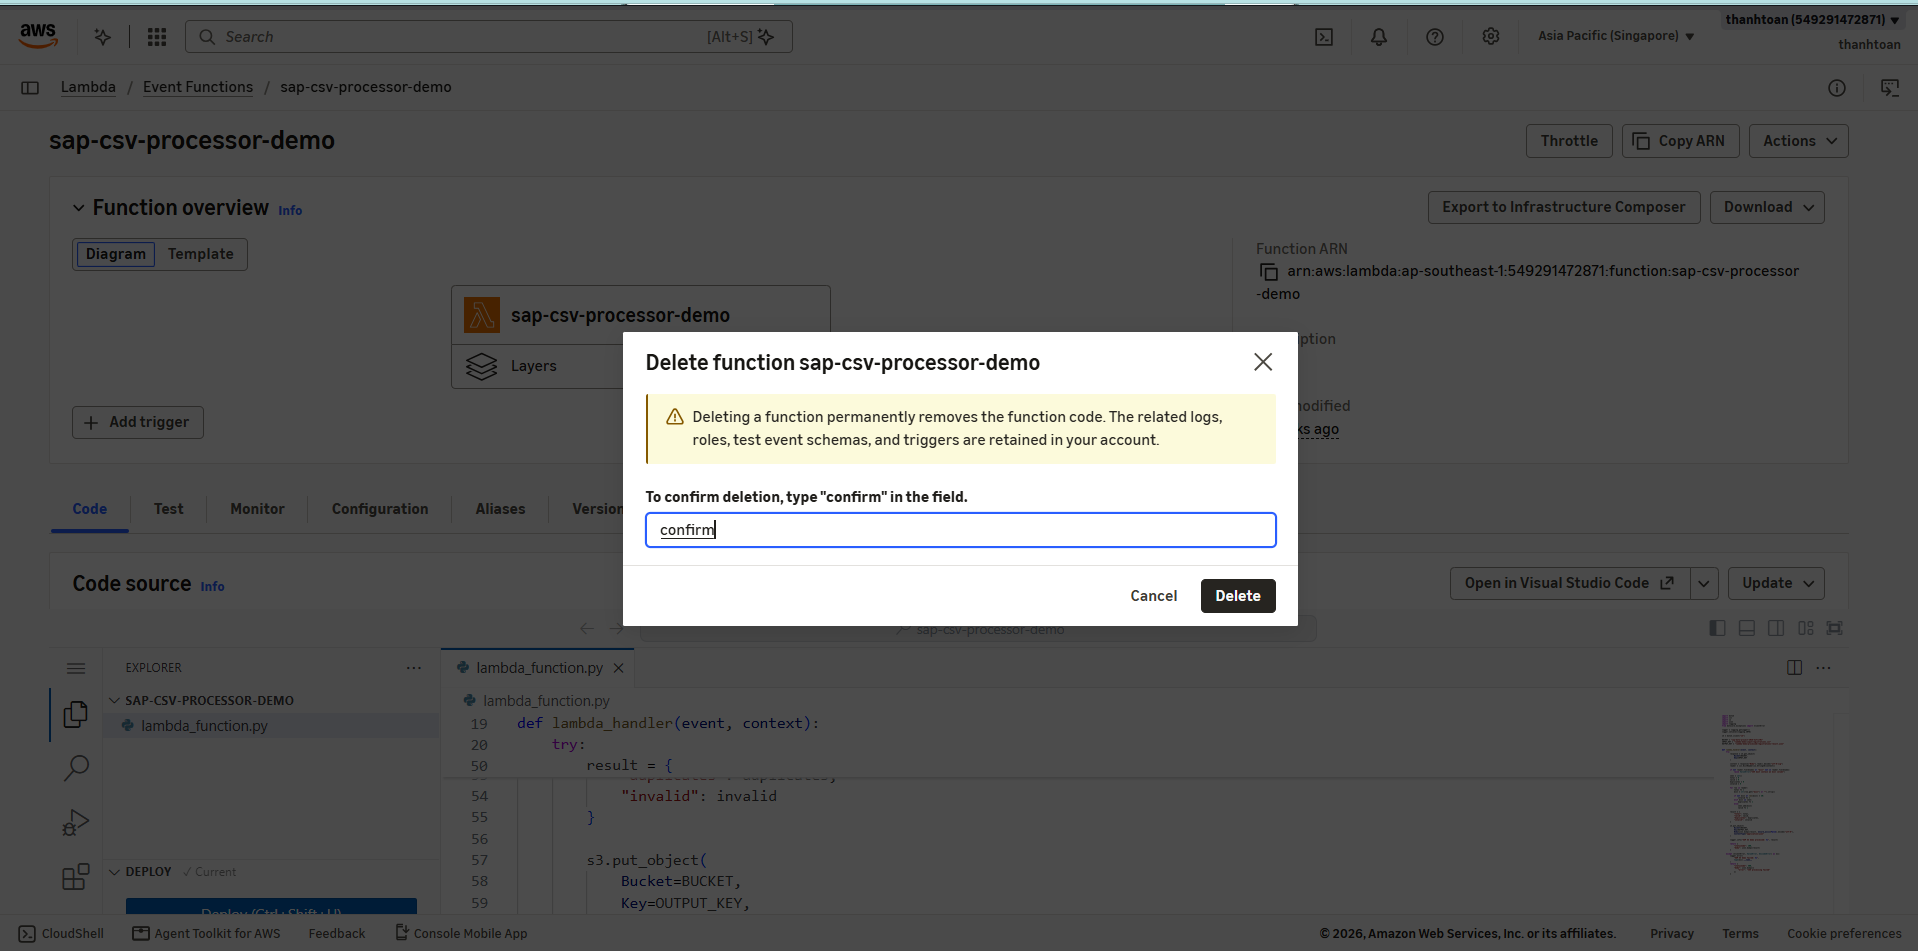 aws
Search
[Alt+S]
Asia Pacific (Singapore)
thanhtoan (549291472871)
thanhtoan
Lambda / Event Functions / sap-csv-processor-demo
sap-csv-processor-demo
Throttle
Copy ARN
Actions
Function overview Info
Export to Infrastructure Composer
Download
Diagram
Template
Function ARN
arn:aws:lambda:ap-southeast-1:549291472871:function:sap-csv-processor
-demo
sap-csv-processor-demo
Layers
Add trigger
ago
Delete function sap-csv-processor-demo
Deleting a function permanently removes the function code. The related logs,
roles, test event schemas, and triggers are retained in your account.
To confirm deletion, type "confirm" in the field.
confirm
Cancel
Delete
Code
Test
Monitor
Configuration
Aliases
Code source Info
Open in Visual Studio Code
Update
sap-csv-processor-demo
EXPLORER
SAP-CSV-PROCESSOR-DEMO
lambda_function.py
DEPLOY ✓ Current
Deploy (Ctrl+Shift+U)
lambda_function.py
lambda_function.py
19 def lambda_handler(event, context):
20 try:
50 result = {
54 "invalid": invalid
55 }
56
57 s3.put_object(
58 Bucket=BUCKET,
59 Key=OUTPUT_KEY,
CloudShell
Agent Toolkit for AWS
Feedback
Console Mobile App
© 2026, Amazon Web Services, Inc. or its affiliates.
Privacy
Terms
Cookie preferences